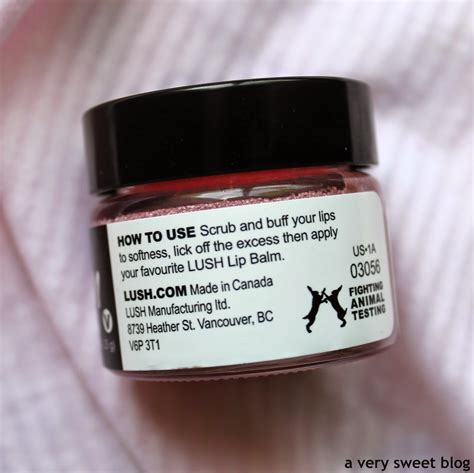 HOW TO USE Scrub and buff your lips
to softness, lick off the excess then apply
your favourite LUSH Lip Balm.
LUSH.COM Made in Canada
LUSH Manufacturing ltd.
8739 Heather St. Vancouver, BC
V6P 3T1
US•1A
03056
FIGHTING
ANIMAL
TESTING
V
a very sweet blog